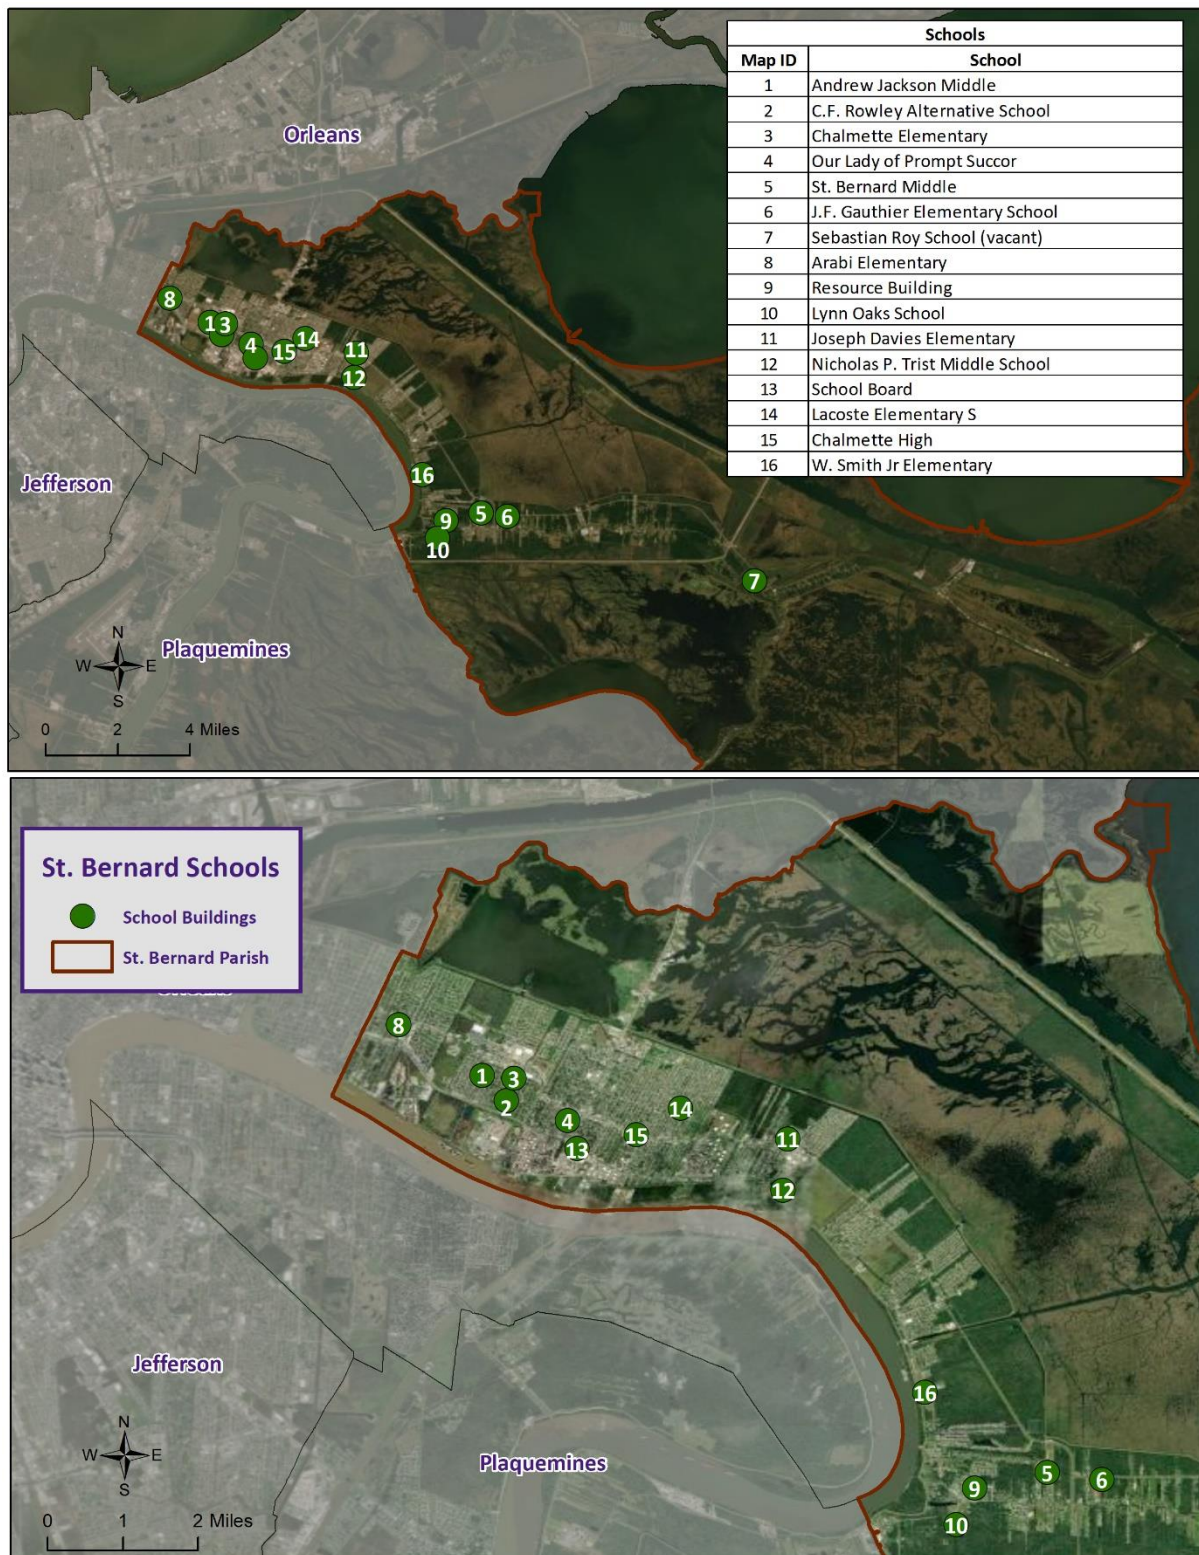 Schools
Map ID School
1 Andrew Jackson Middle
2 C.F. Rowley Alternative School
3 Chalmette Elementary
4 Our Lady of Prompt Succor
5 St. Bernard Middle
6 J.F. Gauthier Elementary School
7 Sebastian Roy School (vacant)
8 Arabi Elementary
9 Resource Building
10 Lynn Oaks School
11 Joseph Davies Elementary
12 Nicholas P. Trist Middle School
13 School Board
14 Lacoste Elementary S
15 Chalmette High
16 W. Smith Jr Elementary
Orleans
8
1 3
4 15 14 11
12
16
Jefferson
9 5 6
10
7
Plaquemines
N
W E
S
0 2 4 Miles
St. Bernard Schools
School Buildings
St. Bernard Parish
8
1 3
2
4 14
13 15 11
12
Jefferson
16
N
W E
S
Plaquemines
5 6
9
10
0 1 2 Miles